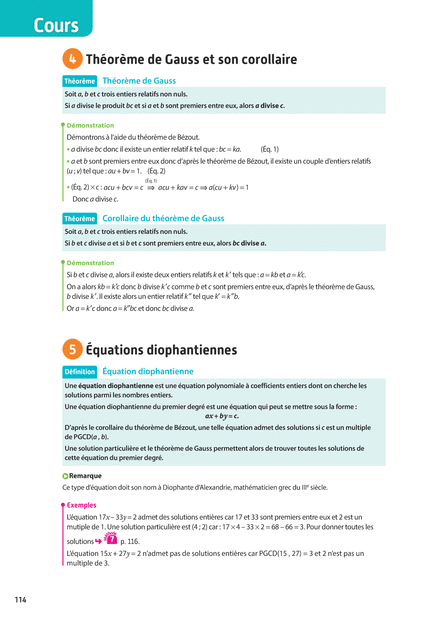 Cours
4 Théorème de Gauss et son corollaire
Théorème Théorème de Gauss
Soit a, b et c trois entiers relatifs non nuls.
Si a divise le produit bc et si a et b sont premiers entre eux, alors a divise c.
Démonstration
Démontrons à l'aide du théorème de Bézout.
• a divise bc donc il existe un entier relatif k tel que : bc = ka. (Éq. 1)
• a et b sont premiers entre eux donc d'après le théorème de Bézout, il existe un couple d'entiers relatifs
(u ; v) tel que : au + bv = 1. (Éq. 2)
(Éq. 1)
• (Éq. 2) × c : acu + bcv = c ⇒ acu + kav = c ⇒ a(cu + kv) = 1
Donc a divise c.
Théorème Corollaire du théorème de Gauss
Soit a, b et c trois entiers relatifs non nuls.
Si b et c divise a et si b et c sont premiers entre eux, alors bc divise a.
Démonstration
Si b et c divise a, alors il existe deux entiers relatifs k et k' tels que : a = kb et a = k'c.
On a alors kb = k'c donc b divise k'c comme b et c sont premiers entre eux, d'après le théorème de Gauss,
b divise k'. Il existe alors un entier relatif k'' tel que k' = k''b.
Or a = k'c donc a = k''bc et donc bc divise a.
5 Équations diophantiennes
Définition Équation diophantienne
Une équation diophantienne est une équation polynomiale à coefficients entiers dont on cherche les
solutions parmi les nombres entiers.
Une équation diophantienne du premier degré est une équation qui peut se mettre sous la forme :
ax + by = c.
D'après le corollaire du théorème de Bézout, une telle équation admet des solutions si c est un multiple
de PGCD(a , b).
Une solution particulière et le théorème de Gauss permettent alors de trouver toutes les solutions de
cette équation du premier degré.
Remarque
Ce type d'équation doit son nom à Diophante d'Alexandrie, mathématicien grec du IIIe siècle.
Exemples
L'équation 17x – 33y = 2 admet des solutions entières car 17 et 33 sont premiers entre eux et 2 est un
mutiple de 1. Une solution particulière est (4 ; 2) car : 17 × 4 – 33 × 2 = 68 – 66 = 3. Pour donner toutes les
solutions 7 p. 116.
L'équation 15x + 27y = 2 n'admet pas de solutions entières car PGCD(15 , 27) = 3 et 2 n'est pas un
multiple de 3.
114